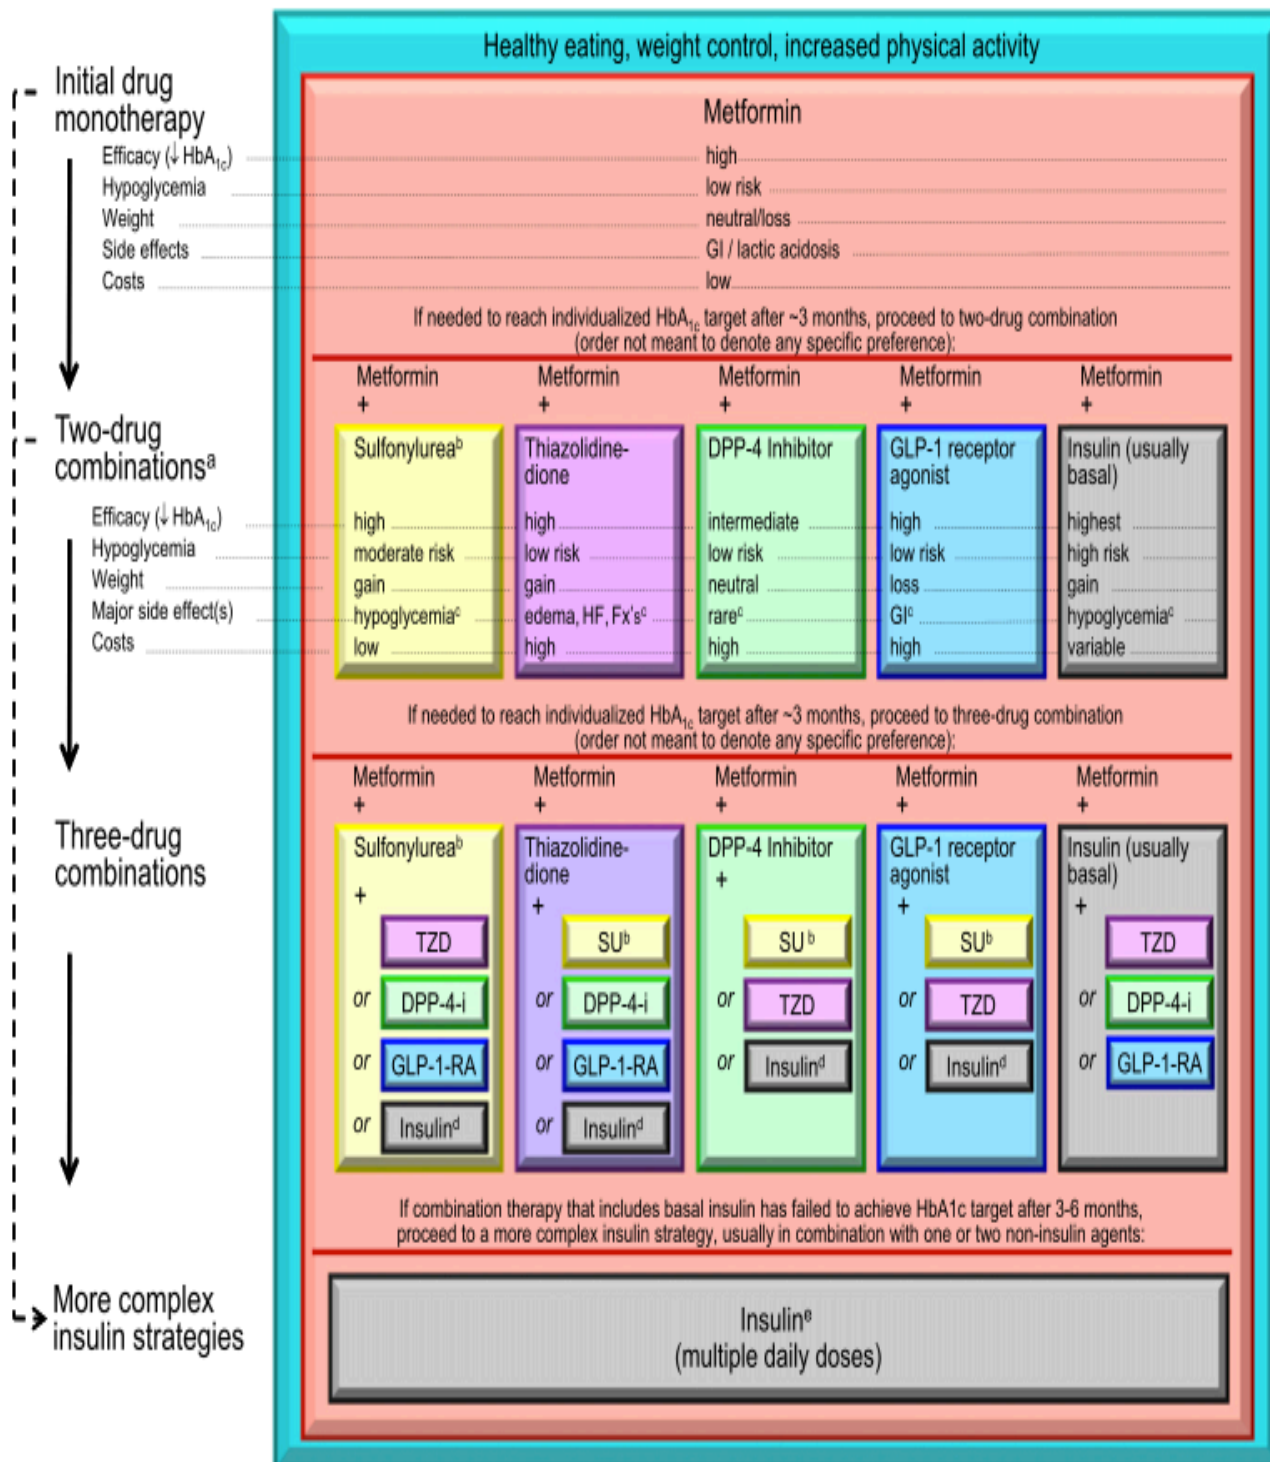 Healthy eating, weight control, increased physical activity
Initial drug
monotherapy
Metformin
Efficacy (↓ HbA1c) high
Hypoglycemia low risk
Weight neutral/loss
Side effects GI / lactic acidosis
Costs low
If needed to reach individualized HbA1c target after ~3 months, proceed to two-drug combination
(order not meant to denote any specific preference):
Metformin Metformin Metformin Metformin Metformin
+ + + + +
Two-drug
combinationsa
Sulfonylureab
Thiazolidine-
dione
DPP-4 Inhibitor
GLP-1 receptor
agonist
Insulin (usually
basal)
Efficacy (↓ HbA1c) high high intermediate high highest
Hypoglycemia moderate risk low risk low risk low risk high risk
Weight gain gain neutral loss gain
Major side effect(s) hypoglycemiac edema, HF, Fx'sc rarec GIc hypoglycemiac
Costs low high high high variable
If needed to reach individualized HbA1c target after ~3 months, proceed to three-drug combination
(order not meant to denote any specific preference):
Metformin Metformin Metformin Metformin Metformin
+ + + + +
Three-drug
combinations
Sulfonylureab
+
TZD
or DPP-4-i
or GLP-1-RA
or Insulind
Thiazolidine-
dione
+
SUb
or DPP-4-i
or GLP-1-RA
or Insulind
DPP-4 Inhibitor
+
SU b
or TZD
or Insulind
GLP-1 receptor
agonist
+
SUb
or TZD
or Insulind
Insulin (usually
basal)
+
TZD
or DPP-4-i
or GLP-1-RA
If combination therapy that includes basal insulin has failed to achieve HbA1c target after 3-6 months,
proceed to a more complex insulin strategy, usually in combination with one or two non-insulin agents:
More complex
insulin strategies
Insuline
(multiple daily doses)